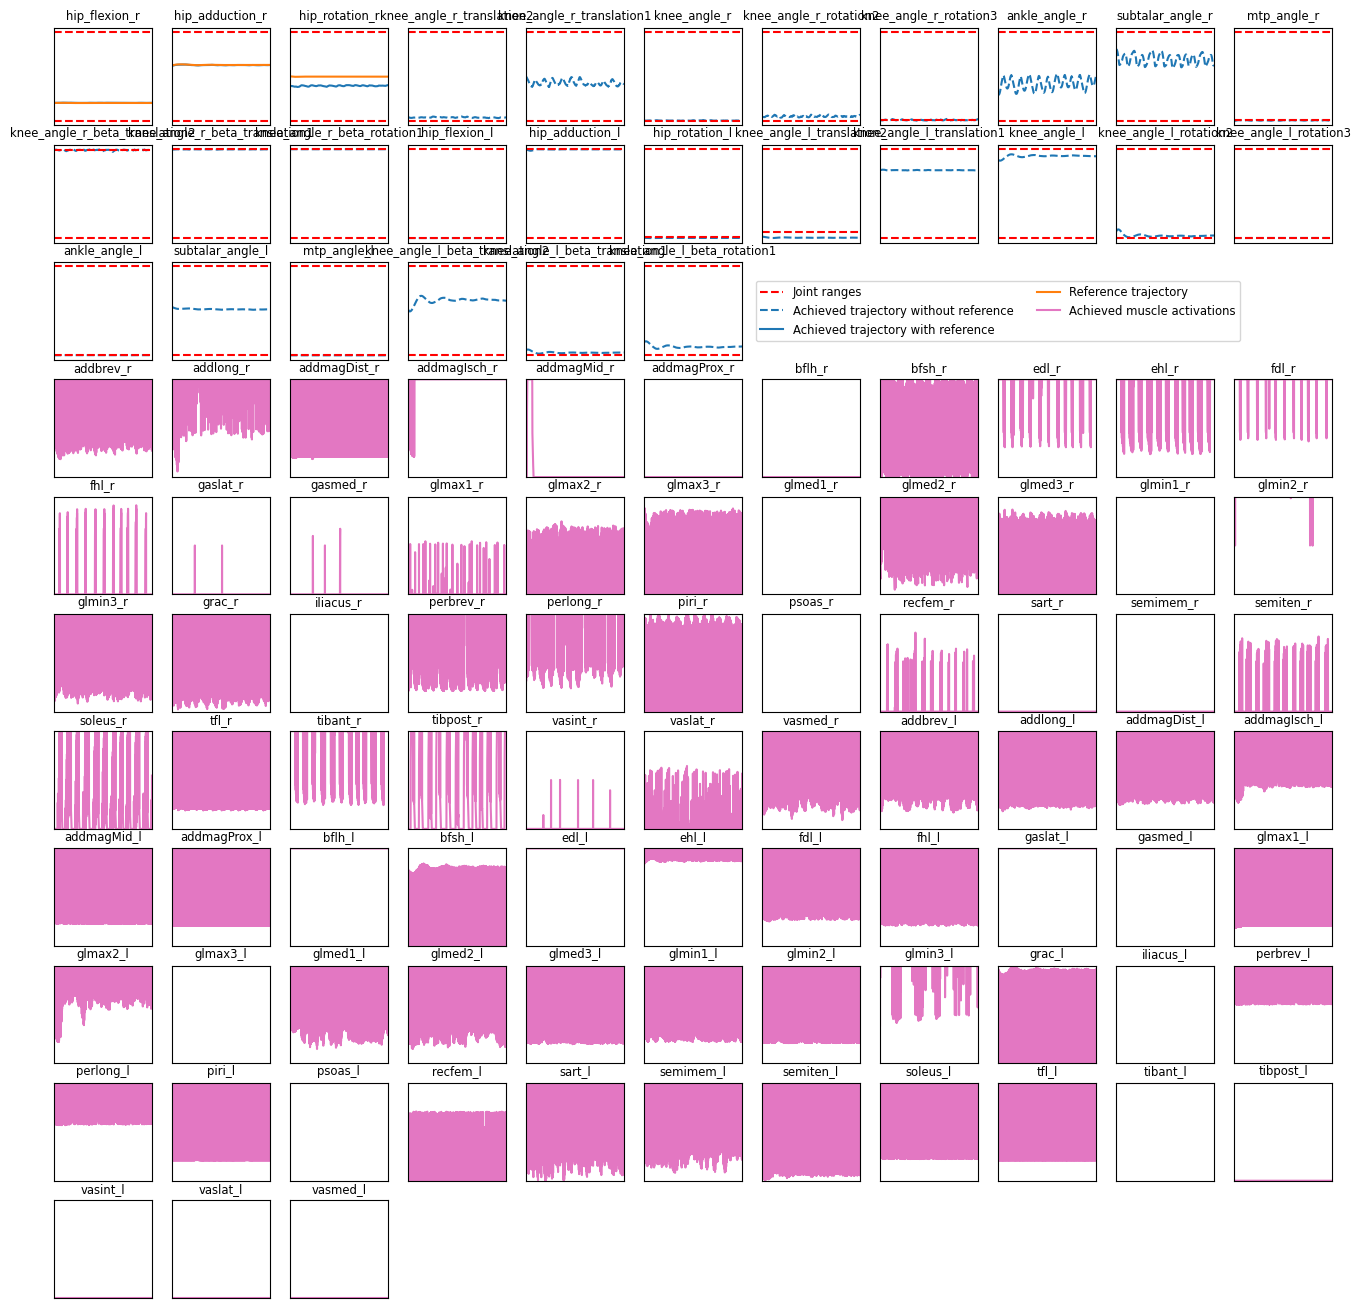 hip_flexion_r
hip_adduction_r
hip_rotation_r
knee_angle_r_translation2
knee_angle_r_translation1
knee_angle_r
knee_angle_r_rotation2
knee_angle_r_rotation3
ankle_angle_r
subtalar_angle_r
mtp_angle_r
knee_angle_r_beta_translation2
knee_angle_r_beta_translation1
knee_angle_r_beta_rotation1
hip_flexion_l
hip_adduction_l
hip_rotation_l
knee_angle_l_translation2
knee_angle_l_translation1
knee_angle_l
knee_angle_l_rotation2
knee_angle_l_rotation3
ankle_angle_l
subtalar_angle_l
mtp_angle_l
knee_angle_l_beta_translation2
knee_angle_l_beta_translation1
knee_angle_l_beta_rotation1
Joint ranges
Achieved trajectory without reference
Achieved trajectory with reference
Reference trajectory
Achieved muscle activations
addbrev_r
addlong_r
addmagDist_r
addmagIsch_r
addmagMid_r
addmagProx_r
bflh_r
bfsh_r
edl_r
ehl_r
fdl_r
fhl_r
gaslat_r
gasmed_r
glmax1_r
glmax2_r
glmax3_r
glmed1_r
glmed2_r
glmed3_r
glmin1_r
glmin2_r
glmin3_r
grac_r
iliacus_r
perbrev_r
perlong_r
piri_r
psoas_r
recfem_r
sart_r
semimem_r
semiten_r
soleus_r
tfl_r
tibant_r
tibpost_r
vasint_r
vaslat_r
vasmed_r
addbrev_l
addlong_l
addmagDist_l
addmagIsch_l
addmagMid_l
addmagProx_l
bflh_l
bfsh_l
edl_l
ehl_l
fdl_l
fhl_l
gaslat_l
gasmed_l
glmax1_l
glmax2_l
glmax3_l
glmed1_l
glmed2_l
glmed3_l
glmin1_l
glmin2_l
glmin3_l
grac_l
iliacus_l
perbrev_l
perlong_l
piri_l
psoas_l
recfem_l
sart_l
semimem_l
semiten_l
soleus_l
tfl_l
tibant_l
tibpost_l
vasint_l
vaslat_l
vasmed_l